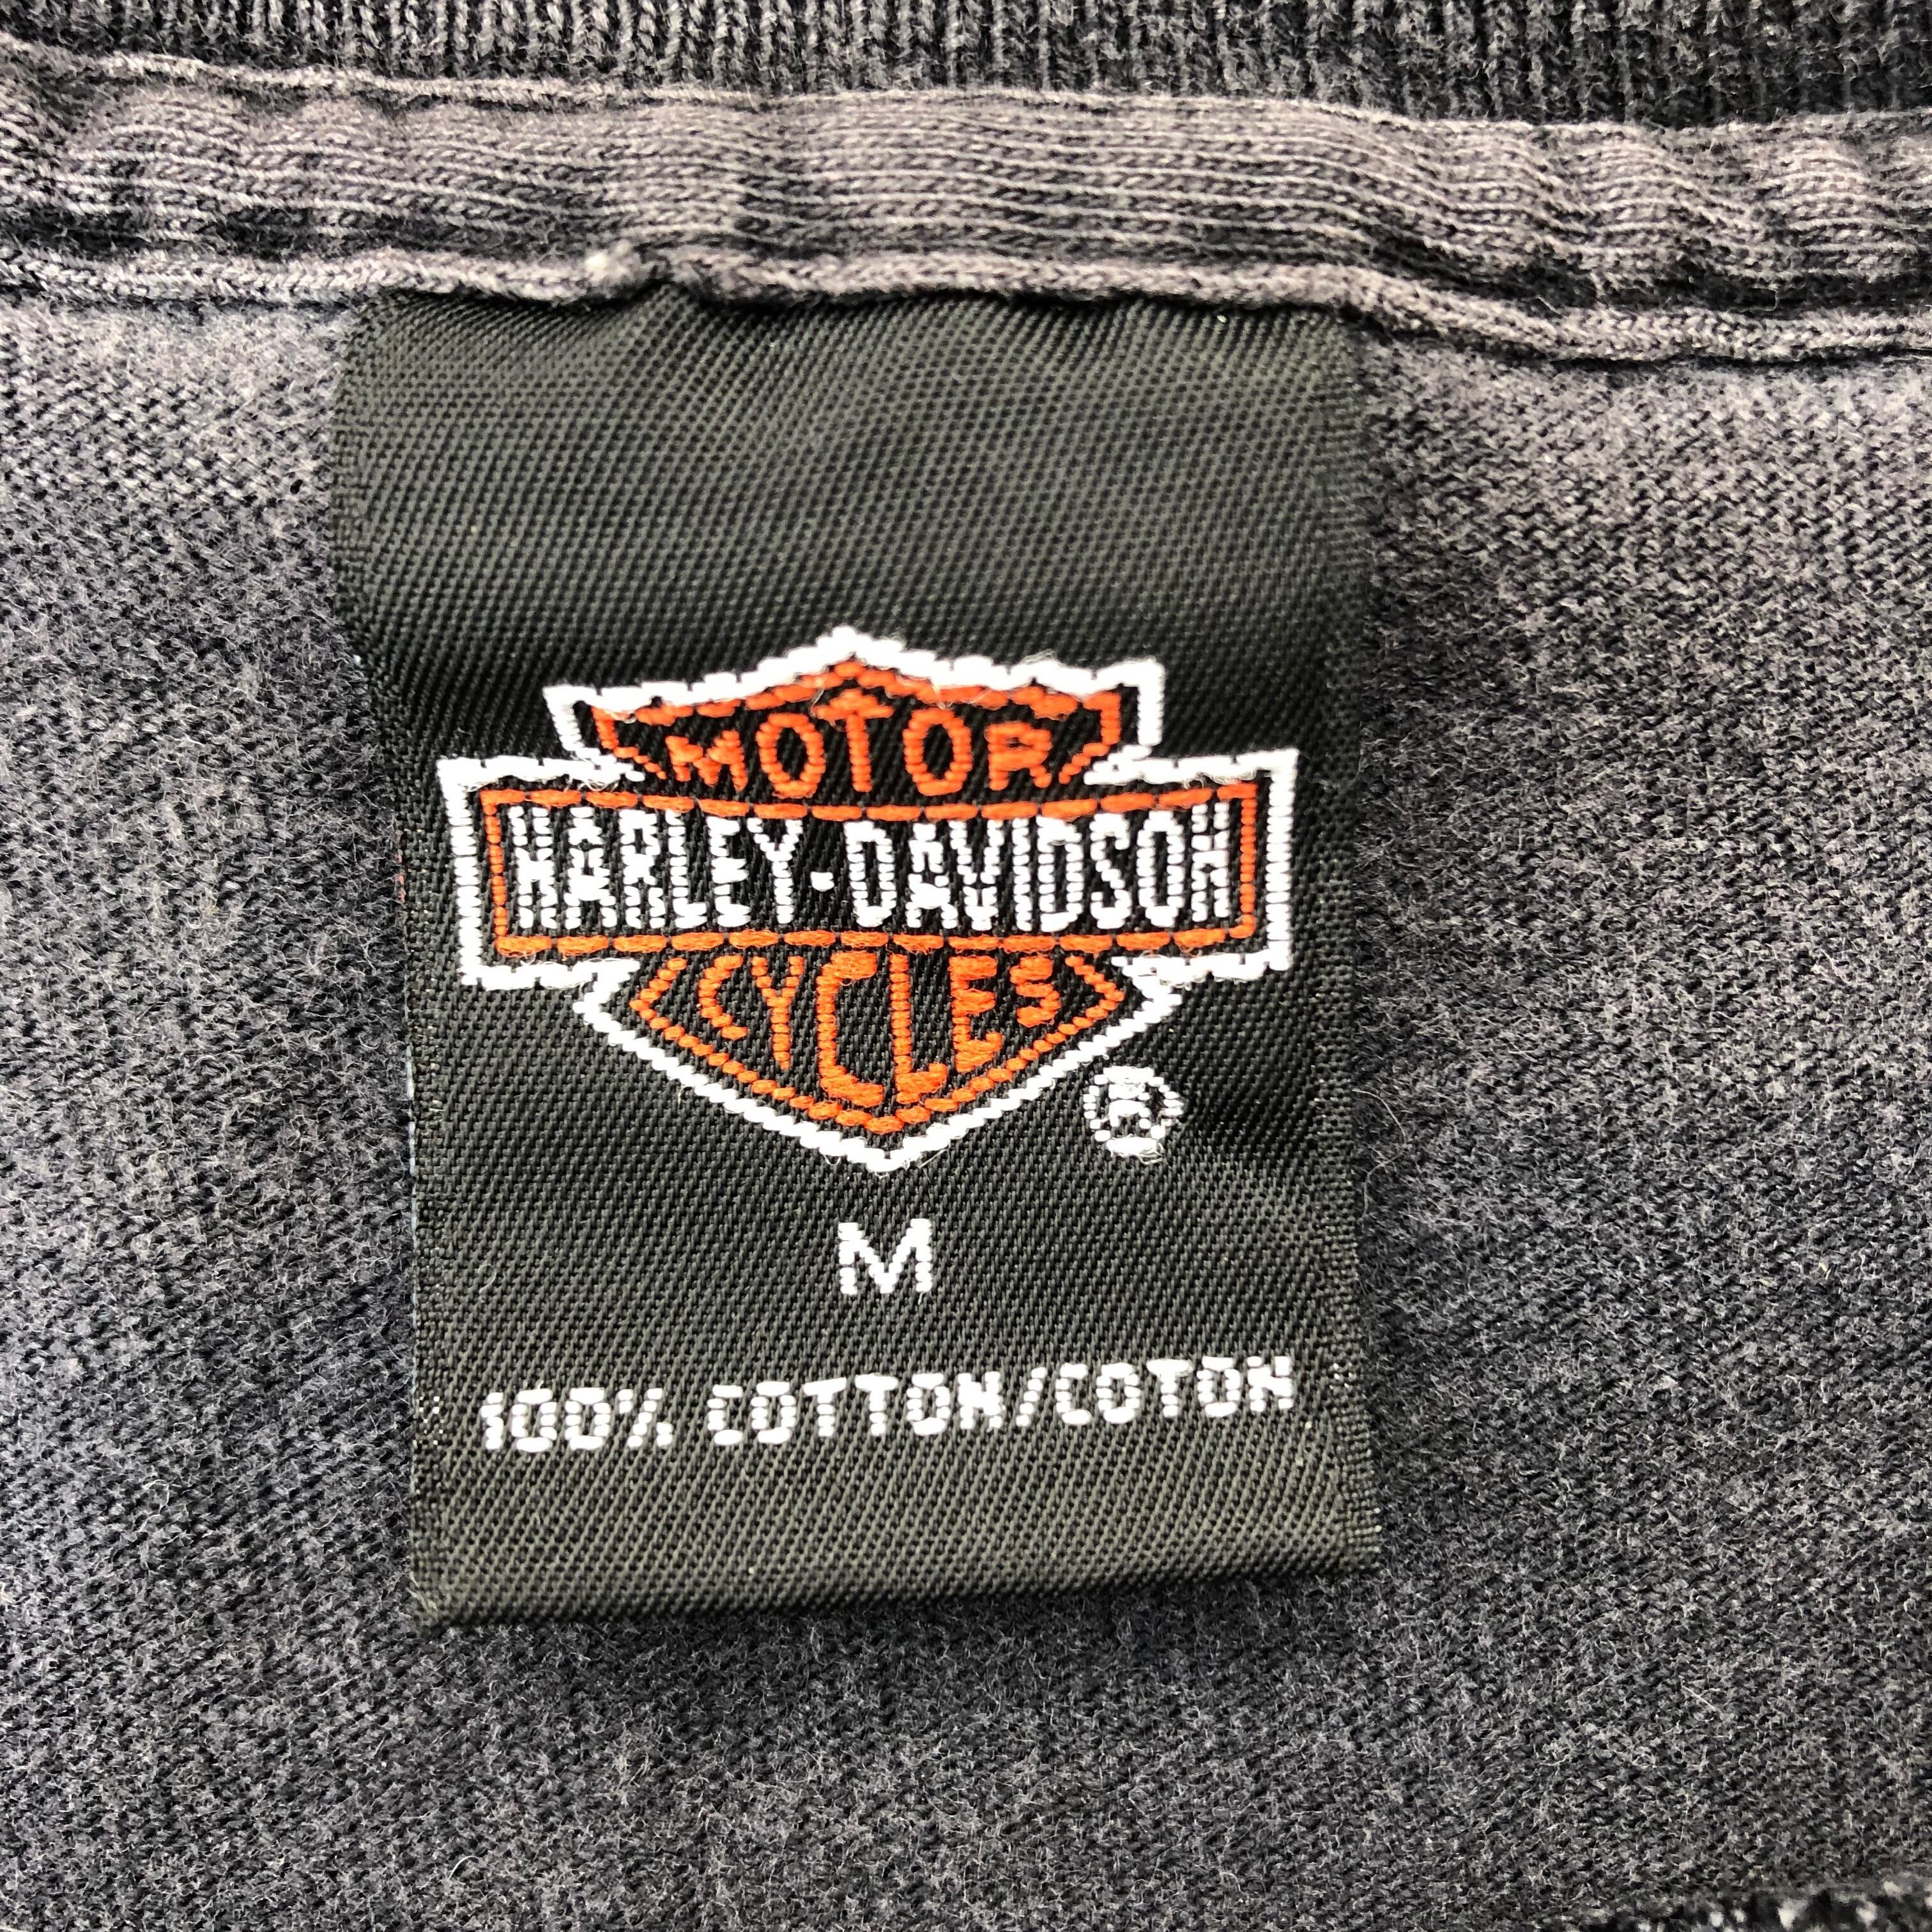 MOTOR
HARLEY-DAVIDSON
CYCLES
®
M
100% COTTON/COTON